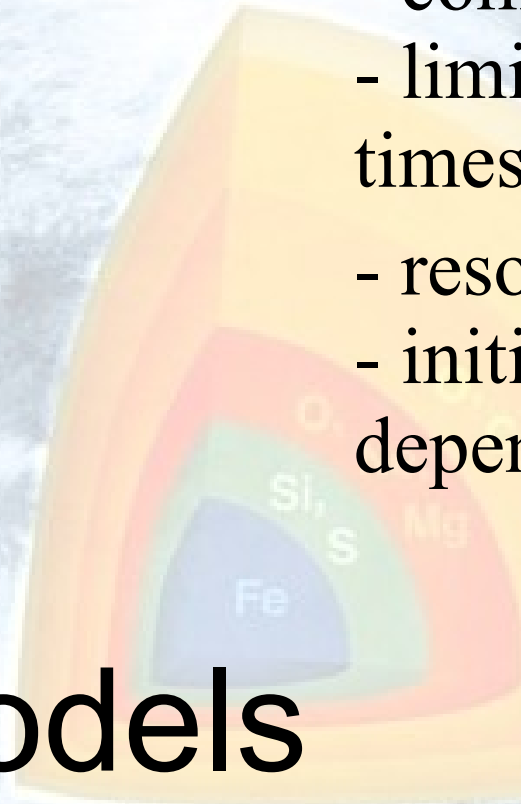 - limi
times
- reso
- initi
depen
O,
Si,
S
Mg
Fe
odels